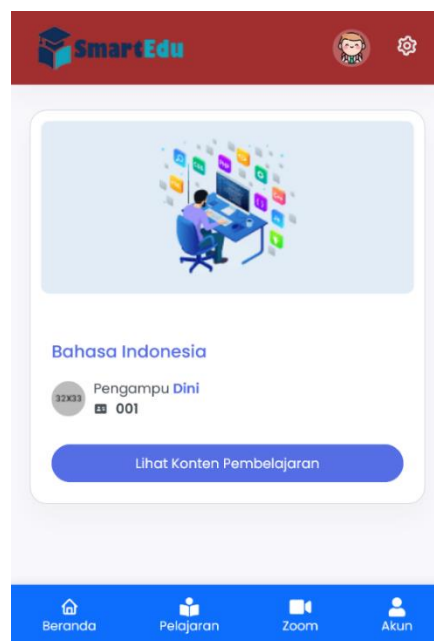 SmartEdu
Bahasa Indonesia
32X33
Pengampu Dini
001
Lihat Konten Pembelajaran
Beranda Pelajaran Zoom Akun